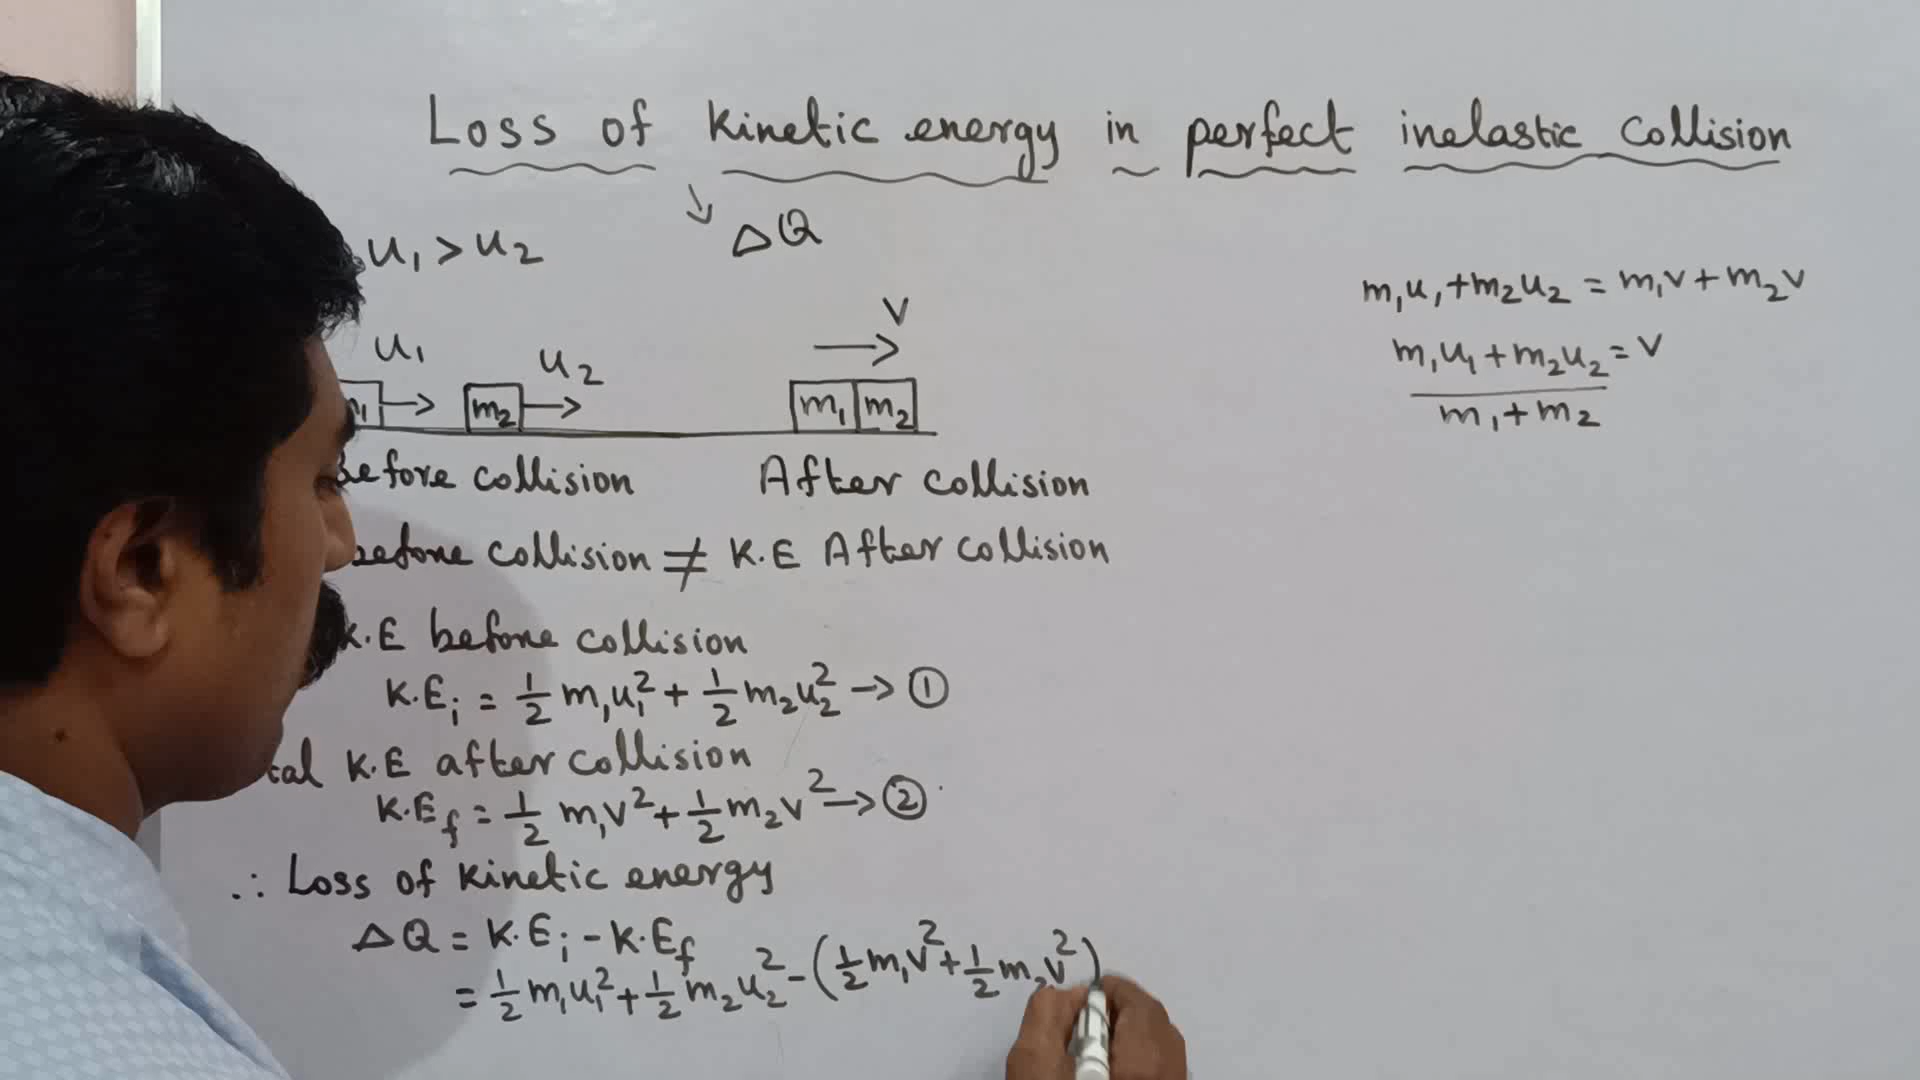 Loss of kinetic energy in perfect inelastic Collision
ΔQ
u₁ > u₂
m₁u₁+m₂u₂ = m₁v+m₂v
m₁u₁+m₂u₂ = v
m₁+m₂
u₁ u₂ v
m₂ m₁ m₂
Before collision After collision
before collision ≠ K.E After collision
K.E before collision
K.Eᵢ = 1/2 m₁u₁² + 1/2 m₂u₂² → ①
K.E after collision
K.E_f = 1/2 m₁v² + 1/2 m₂v² → ②
∴ Loss of kinetic energy
ΔQ = K.Eᵢ - K.E_f
= 1/2 m₁u₁² + 1/2 m₂u₂² - (1/2 m₁v² + 1/2 m₂v²)